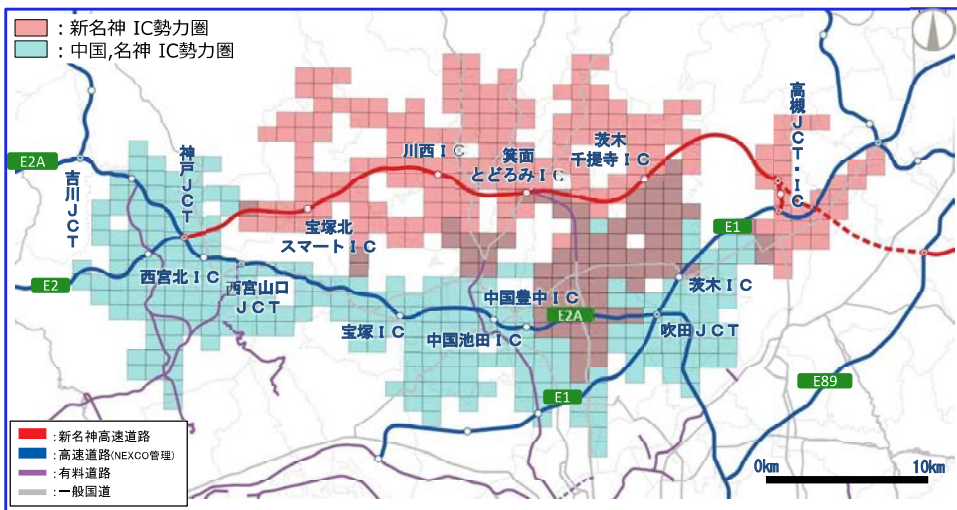 ：新名神 IC勢力圏
：中国,名神 IC勢力圏
E2A
吉川ＪＣＴ
神戸ＪＣＴ
川西ＩＣ
箕面
とどろみＩＣ
茨木
千提寺ＩＣ
高槻ＪＣＴ・ＩＣ
宝塚北
スマートＩＣ
E1
E2
西宮北ＩＣ
西宮山口
ＪＣＴ
宝塚ＩＣ
中国豊中ＩＣ
中国池田ＩＣ
E2A
茨木ＩＣ
吹田ＪＣＴ
E1
E89
：新名神高速道路
：高速道路(NEXCO管理)
：有料道路
：一般国道
0km
10km